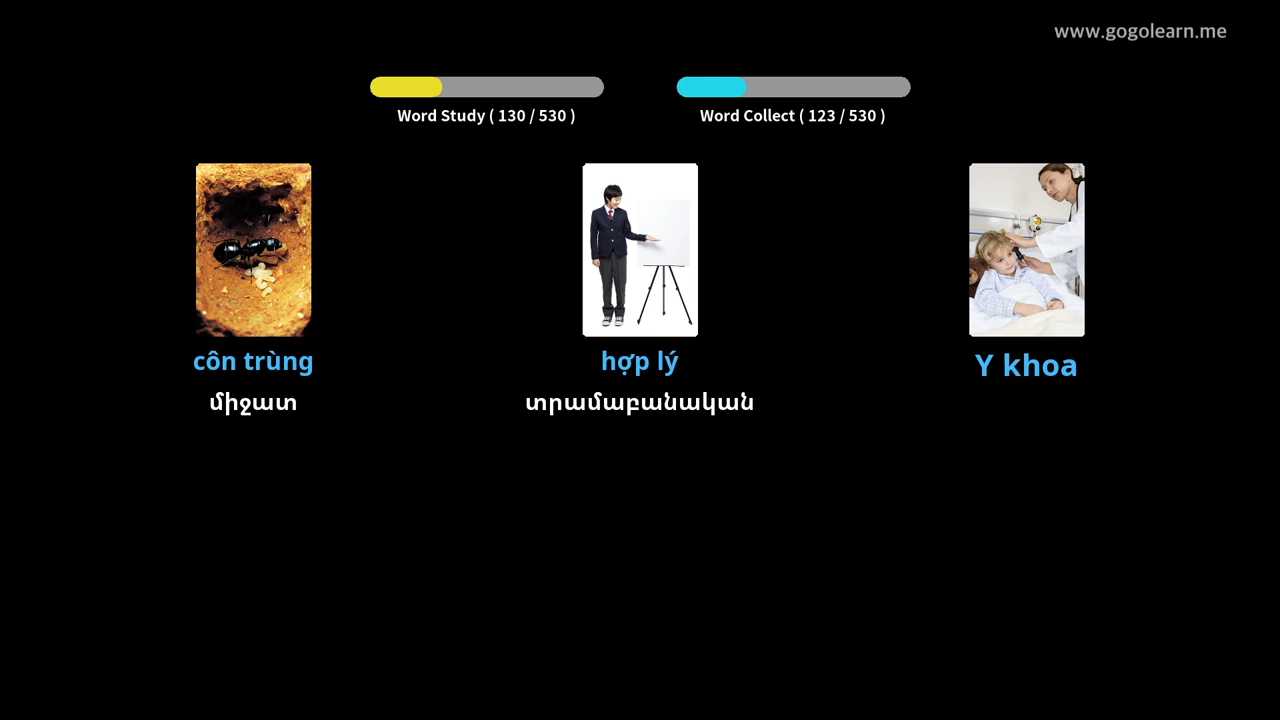 www.gogolearn.me
Word Study ( 130 / 530 )
Word Collect ( 123 / 530 )
côn trùng
hợp lý
Y khoa
միջատ
տրամաբանական